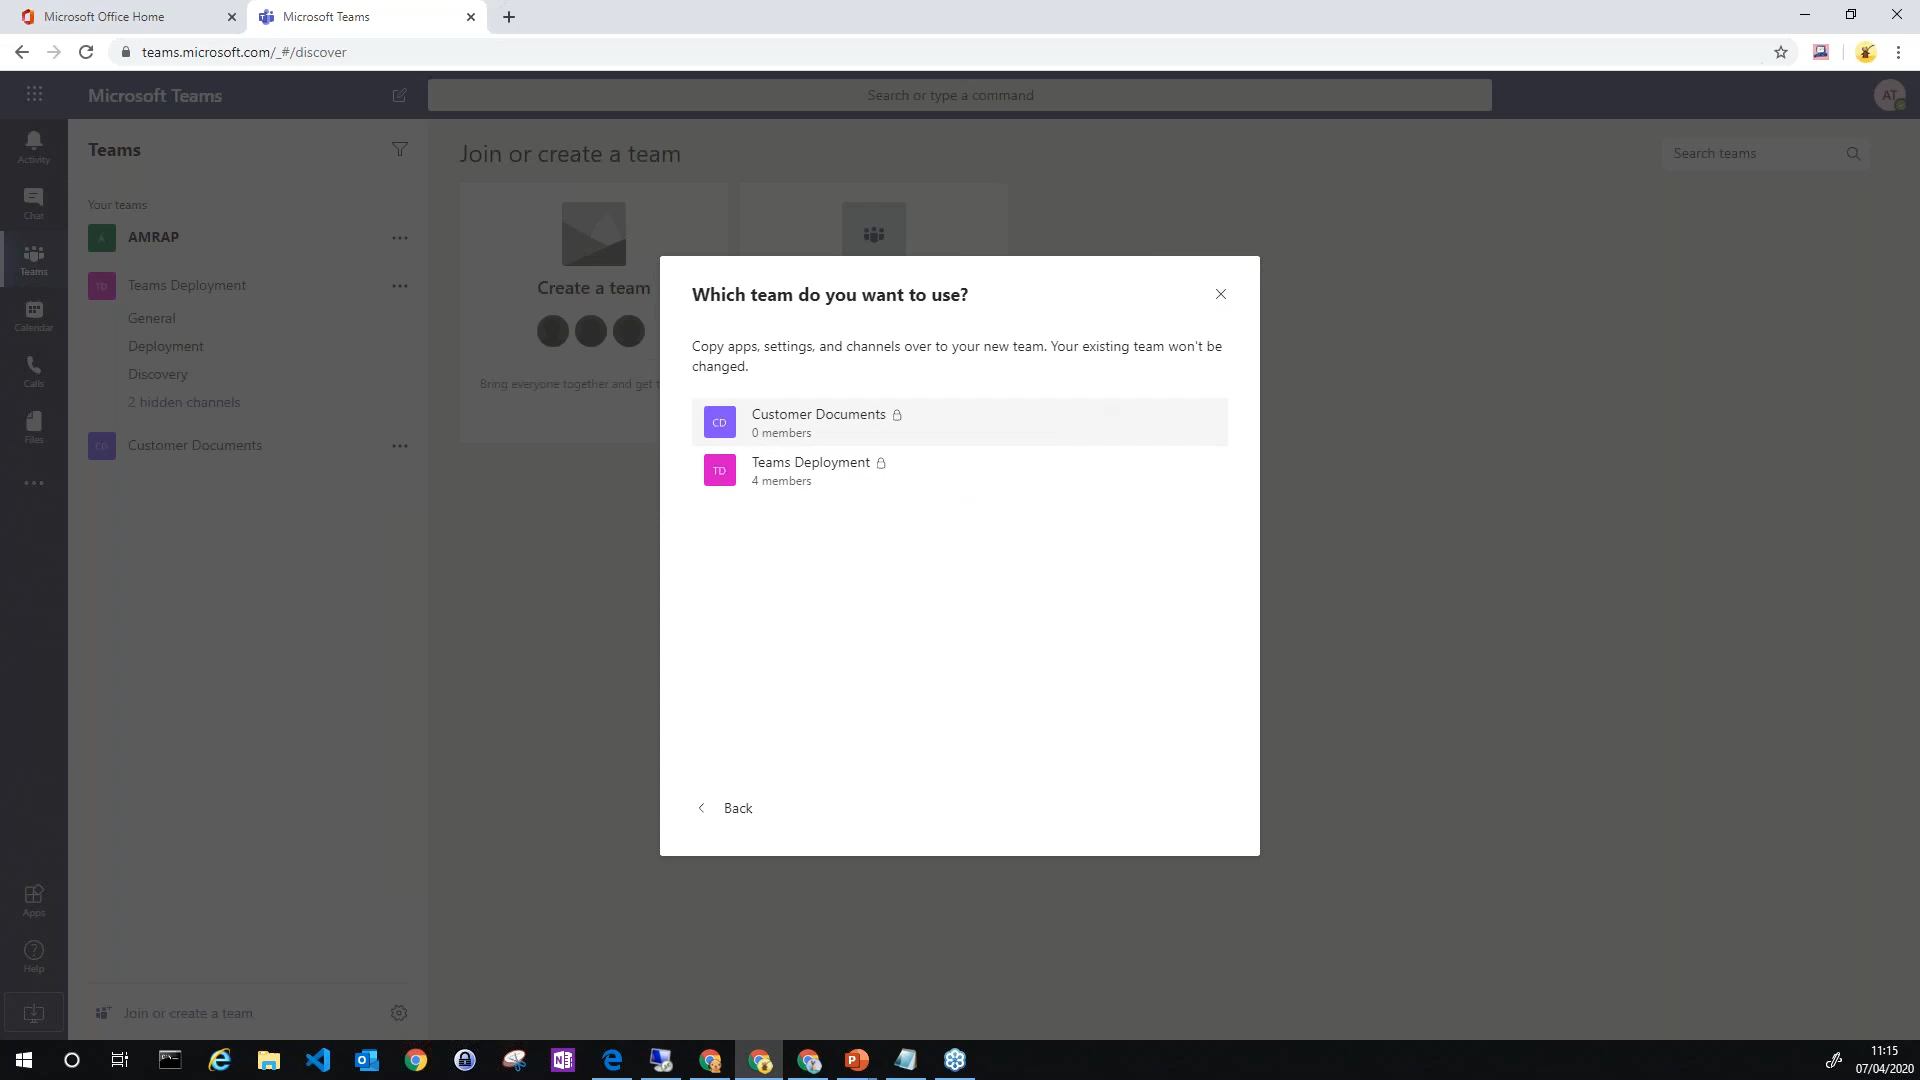 Microsoft Office Home
Microsoft Teams
teams.microsoft.com/_#/discover
Microsoft Teams
Search or type a command
AT
Activity
Chat
Teams
Calendar
Calls
Files
Apps
Help
Teams
Your teams
A
AMRAP
TD
Teams Deployment
General
Deployment
Discovery
2 hidden channels
CD
Customer Documents
Join or create a team
Join or create a team
Search teams
Create a team
Bring everyone together and get
Which team do you want to use?
Copy apps, settings, and channels over to your new team. Your existing team won't be
changed.
CD
Customer Documents
0 members
TD
Teams Deployment
4 members
Back
11:15
07/04/2020